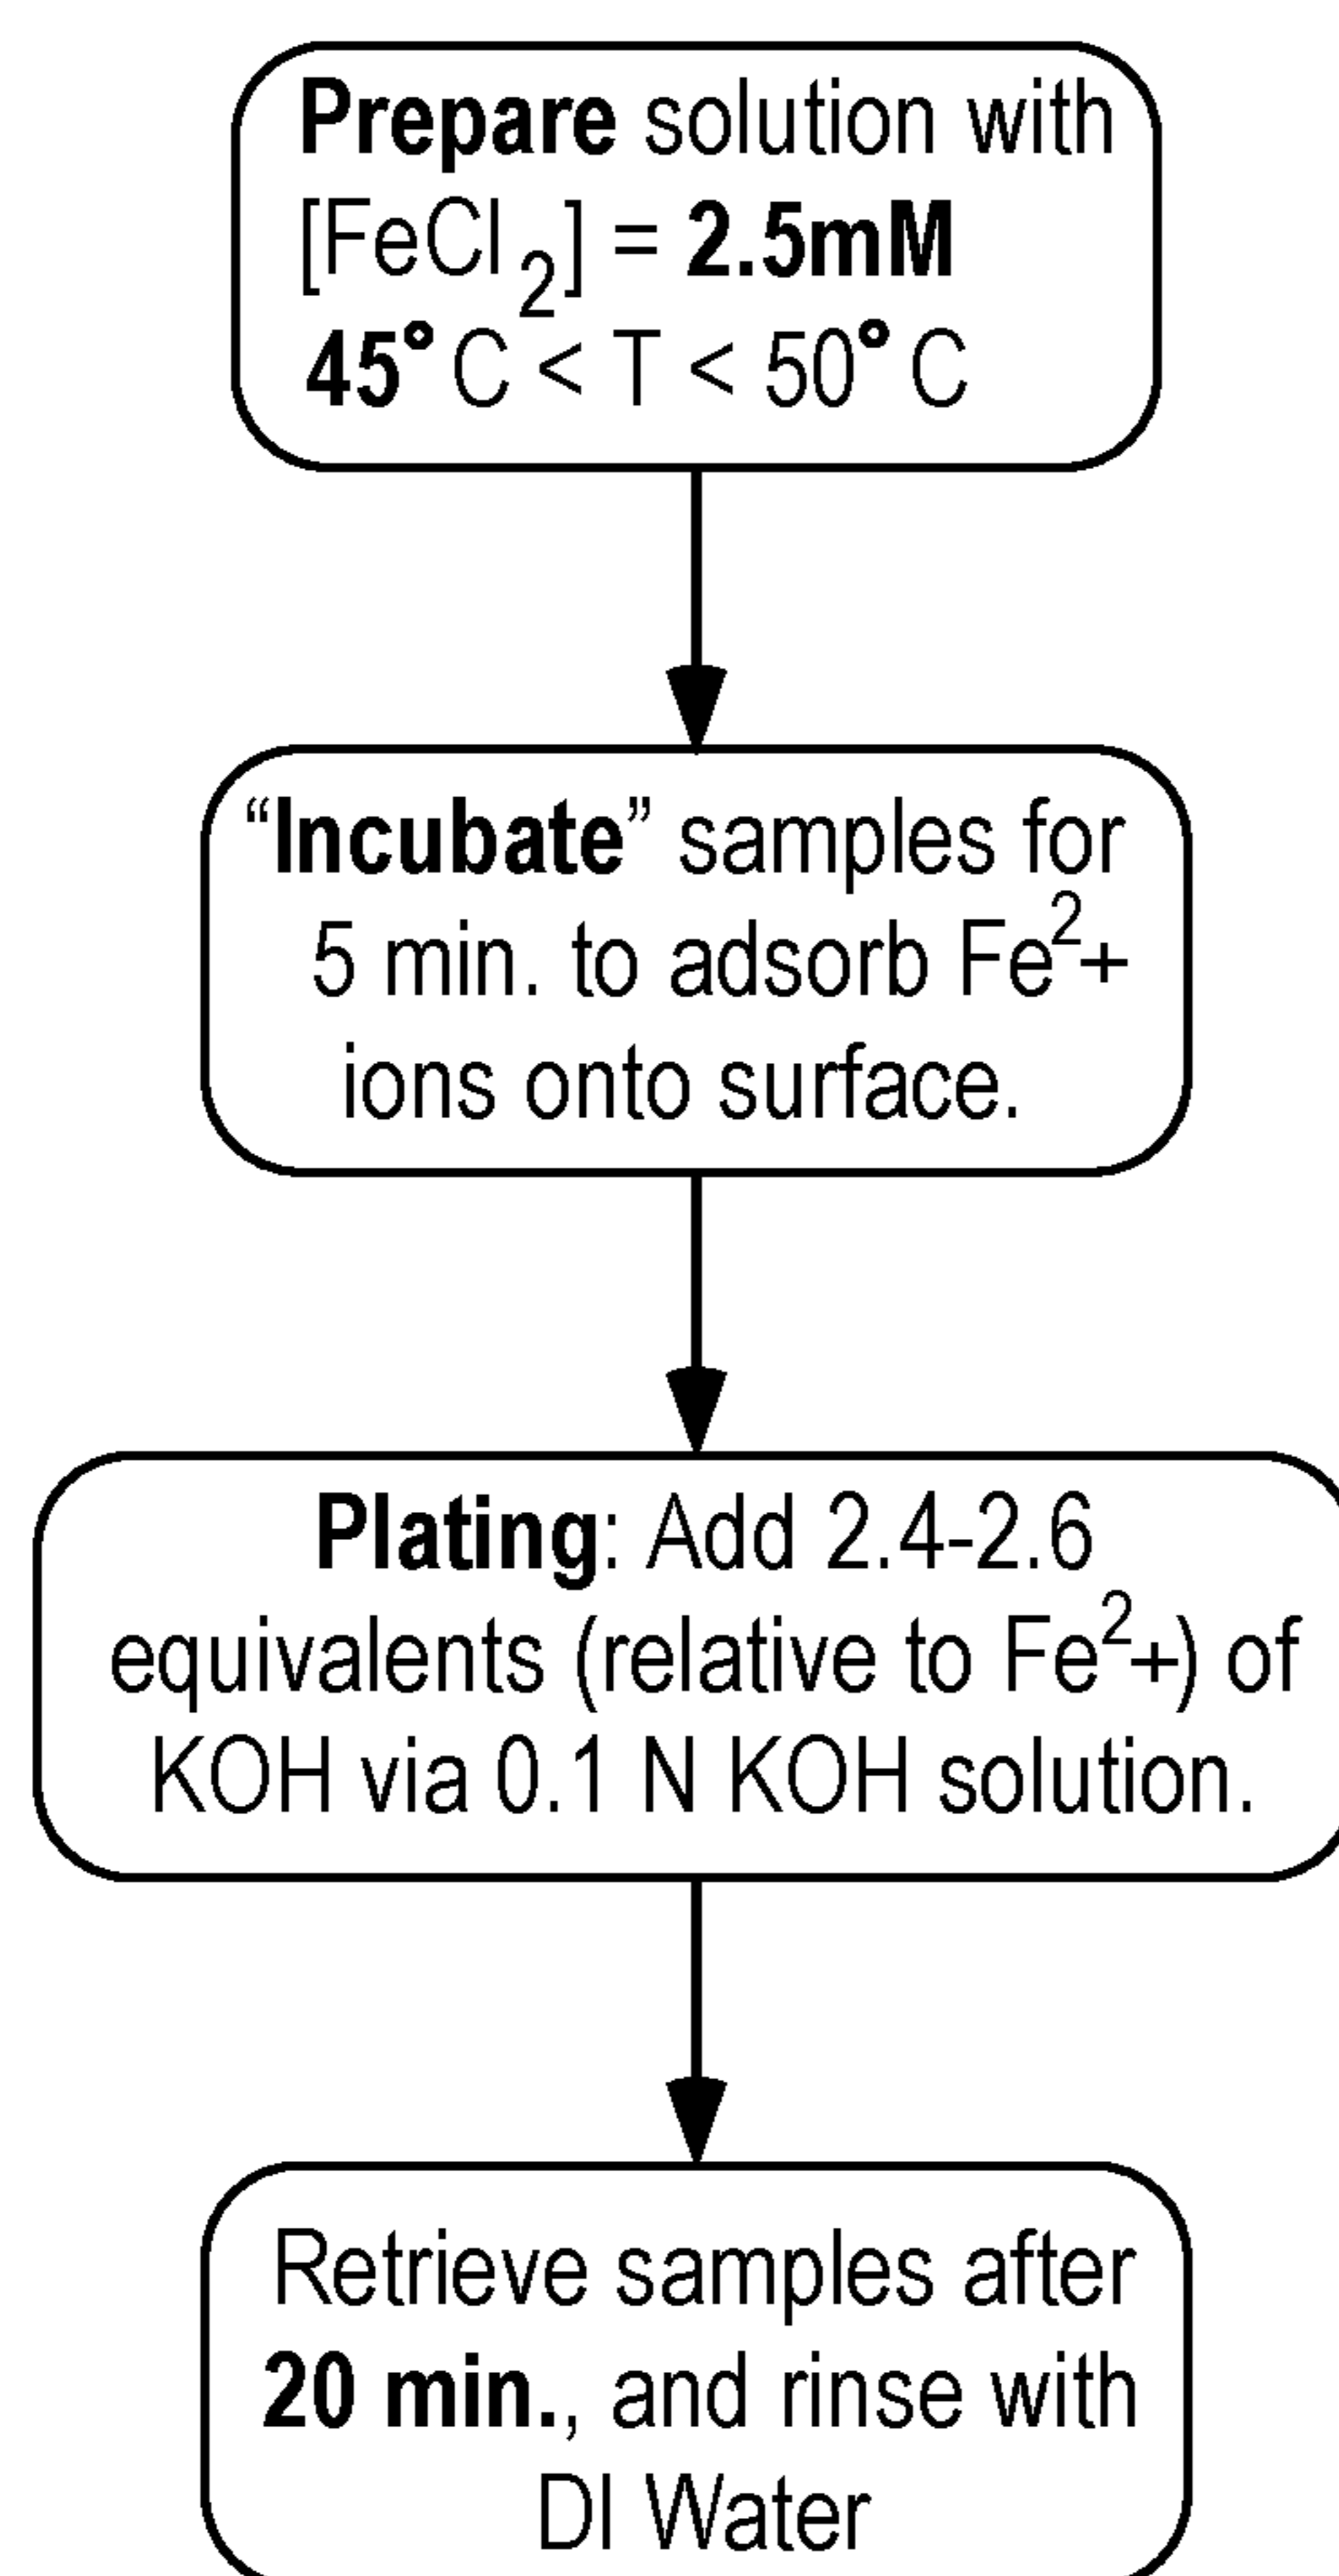 Prepare solution with
[FeCl₂] = 2.5mM
45° C < T < 50° C
“Incubate” samples for
5 min. to adsorb Fe²+
ions onto surface.
Plating: Add 2.4-2.6
equivalents (relative to Fe²+) of
KOH via 0.1 N KOH solution.
Retrieve samples after
20 min., and rinse with
DI Water